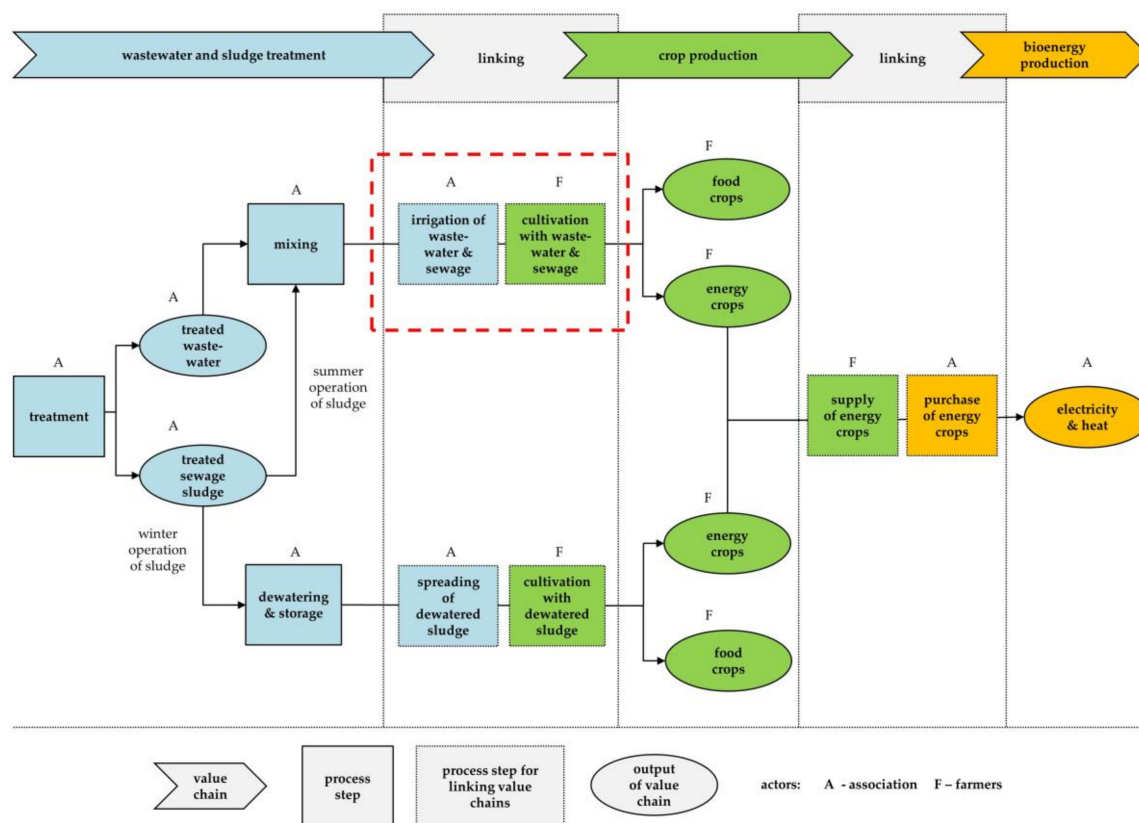 wastewater and sludge treatment
linking
crop production
linking
bioenergy
production
A
mixing
A
irrigation of
waste-
water &
sewage
F
cultivation
with waste-
water &
sewage
F
food
crops
F
energy
crops
A
treated
waste-
water
A
treatment
A
treated
sewage
sludge
summer
operation
of sludge
winter
operation
of sludge
F
supply
of energy
crops
A
purchase
of energy
crops
A
electricity
& heat
A
dewatering
& storage
A
spreading
of
dewatered
sludge
F
cultivation
with
dewatered
sludge
F
energy
crops
F
food
crops
value
chain
process
step
process step for
linking value
chains
output
of value
chain
actors: A - association F – farmers